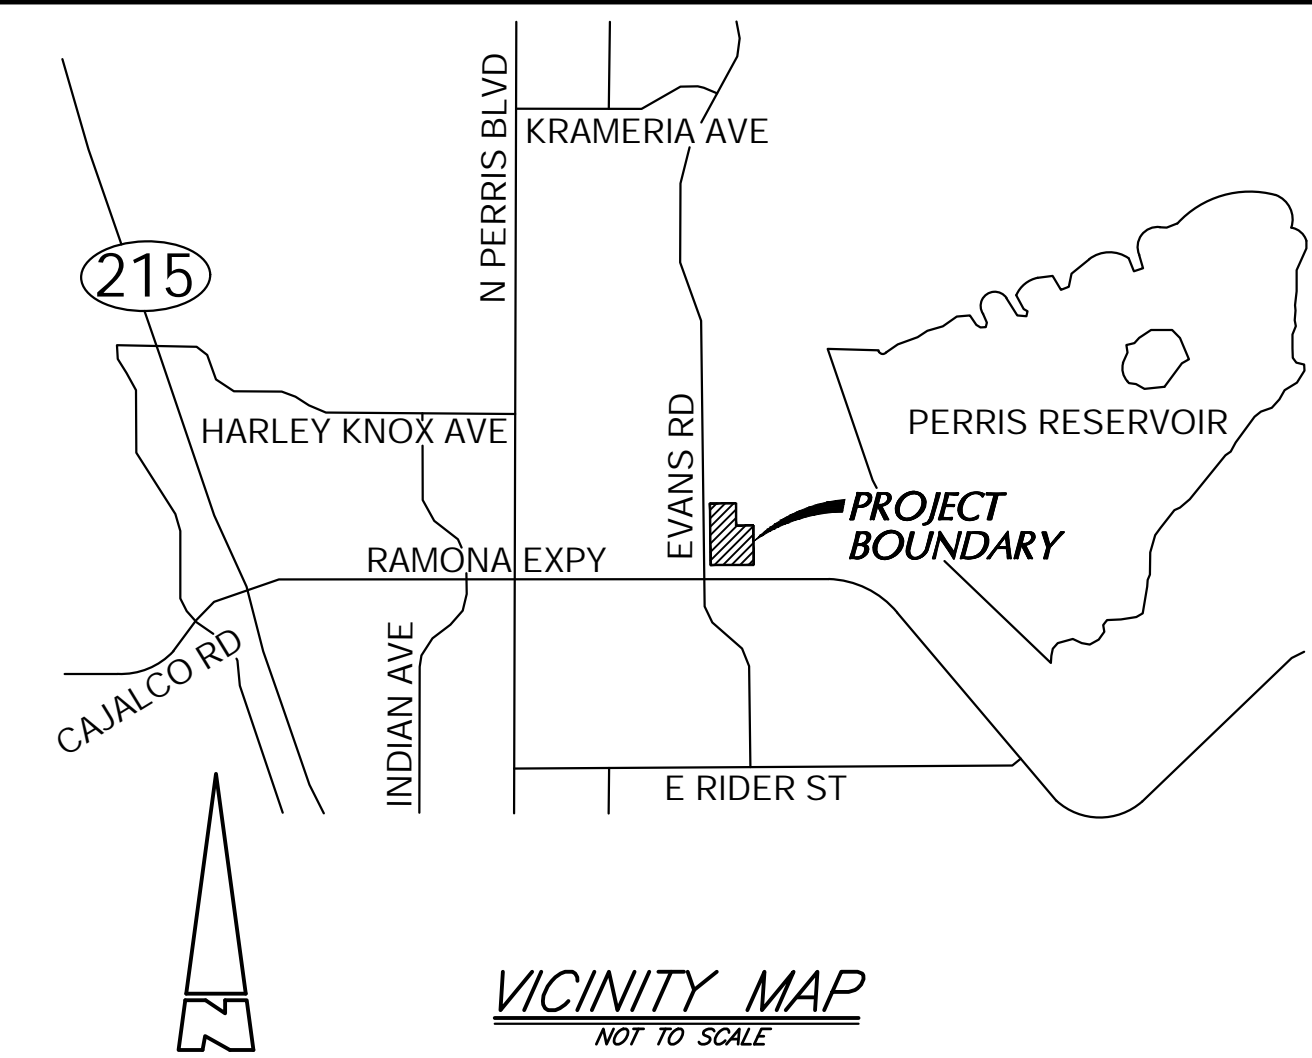 N PERRIS BLVD
KRAMERIA AVE
215
HARLEY KNOX AVE
EVANS RD
PERRIS RESERVOIR
PROJECT
BOUNDARY
RAMONA EXPY
CAJALCO RD
INDIAN AVE
E RIDER ST
N
VICINITY MAP
NOT TO SCALE